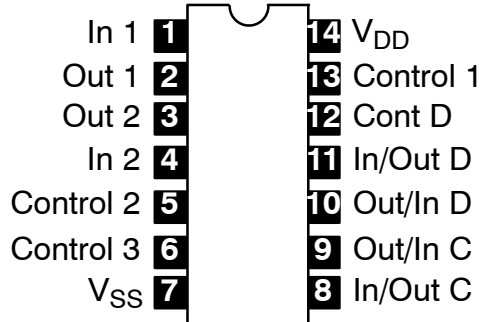 In 1 1 14 VDD
Out 1 2 13 Control 1
Out 2 3 12 Cont D
In 2 4 11 In/Out D
Control 2 5 10 Out/In D
Control 3 6 9 Out/In C
VSS 7 8 In/Out C